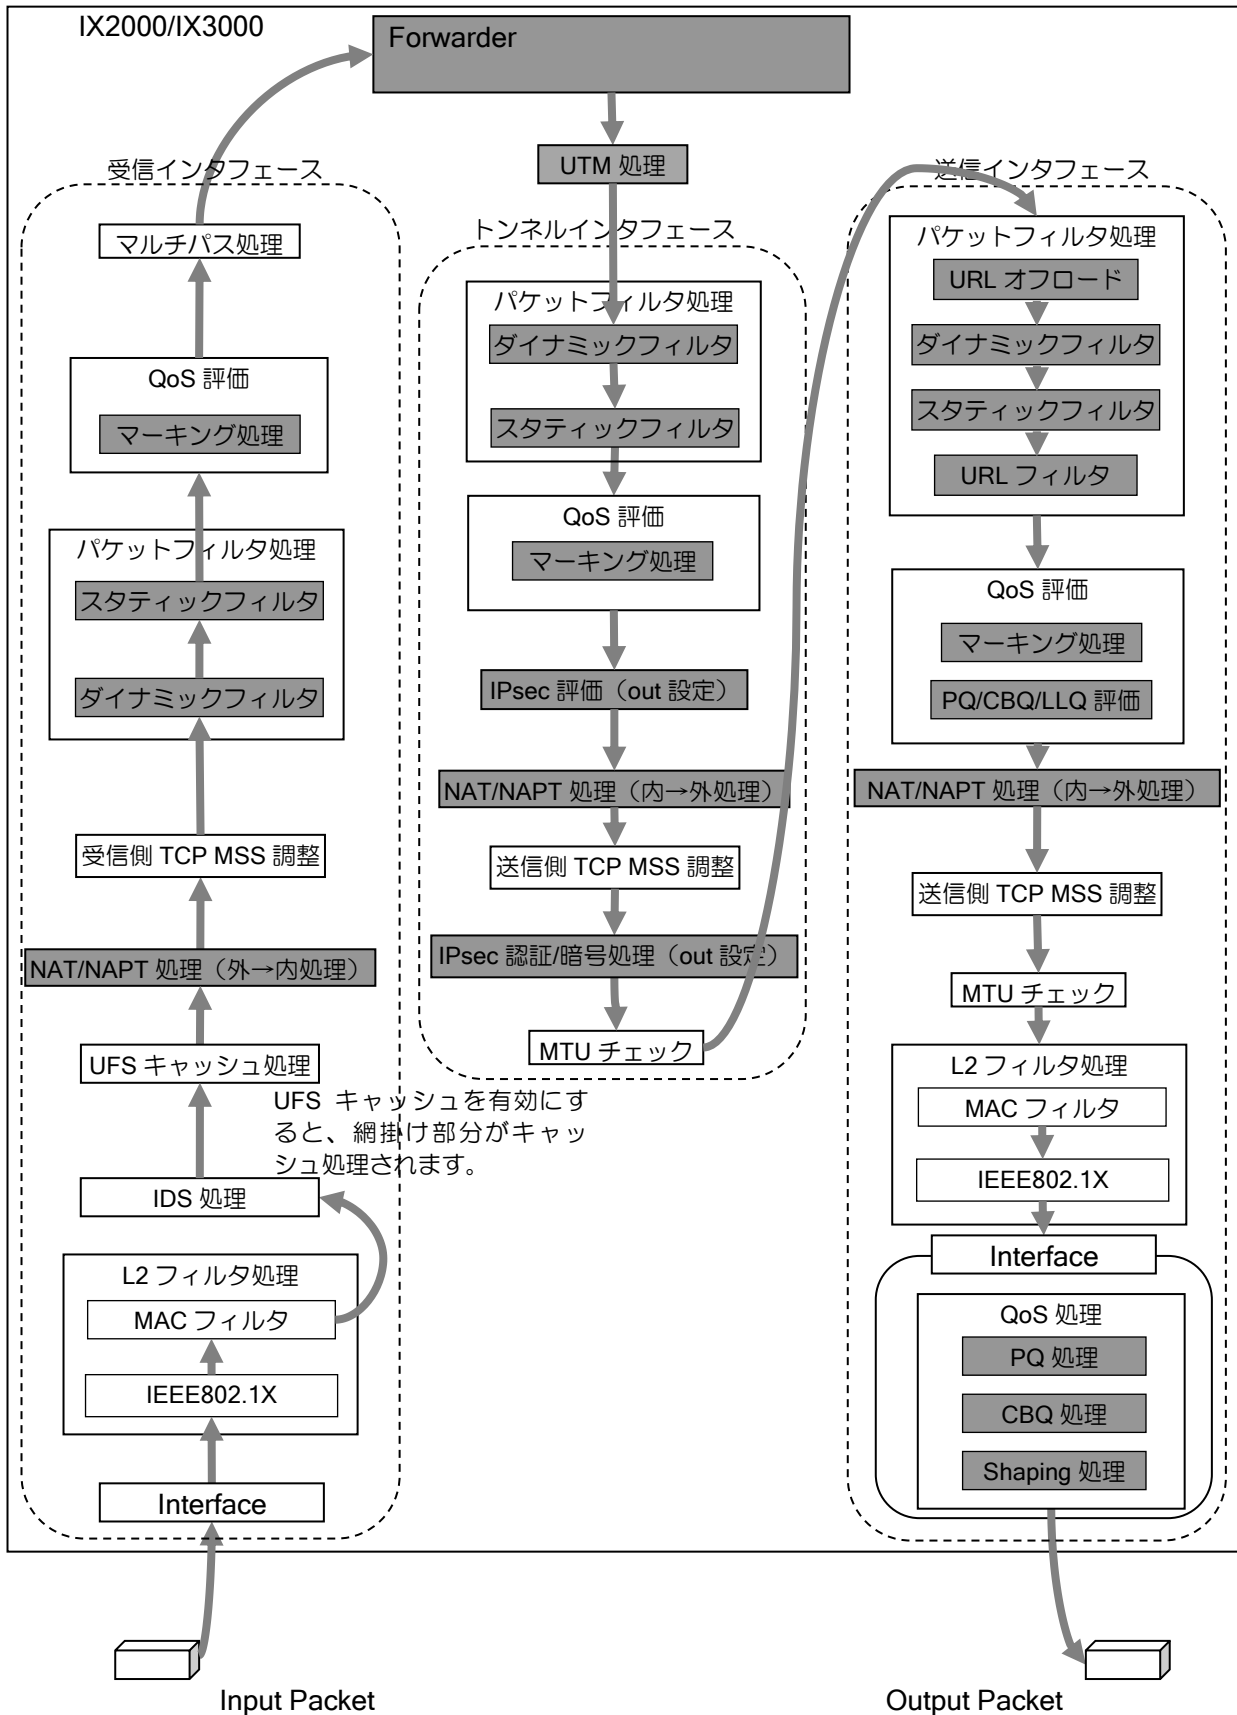 IX2000/IX3000
Forwarder
UTM 処理
受信インタフェース
マルチパス処理
QoS 評価
マーキング処理
パケットフィルタ処理
スタティックフィルタ
ダイナミックフィルタ
受信側 TCP MSS 調整
NAT/NAPT 処理（外→内処理）
UFS キャッシュ処理
IDS 処理
L2 フィルタ処理
MAC フィルタ
IEEE802.1X
Interface
Input Packet
トンネルインタフェース
パケットフィルタ処理
ダイナミックフィルタ
スタティックフィルタ
QoS 評価
マーキング処理
IPsec 評価（out 設定）
NAT/NAPT 処理（内→外処理）
送信側 TCP MSS 調整
IPsec 認証/暗号処理（out 設定）
MTU チェック
UFS キャッシュを有効にす
ると、網掛け部分がキャッ
シュ処理されます。
送信インタフェース
パケットフィルタ処理
URL オフロード
ダイナミックフィルタ
スタティックフィルタ
URL フィルタ
QoS 評価
マーキング処理
PQ/CBQ/LLQ 評価
NAT/NAPT 処理（内→外処理）
送信側 TCP MSS 調整
MTU チェック
L2 フィルタ処理
MAC フィルタ
IEEE802.1X
Interface
QoS 処理
PQ 処理
CBQ 処理
Shaping 処理
Output Packet